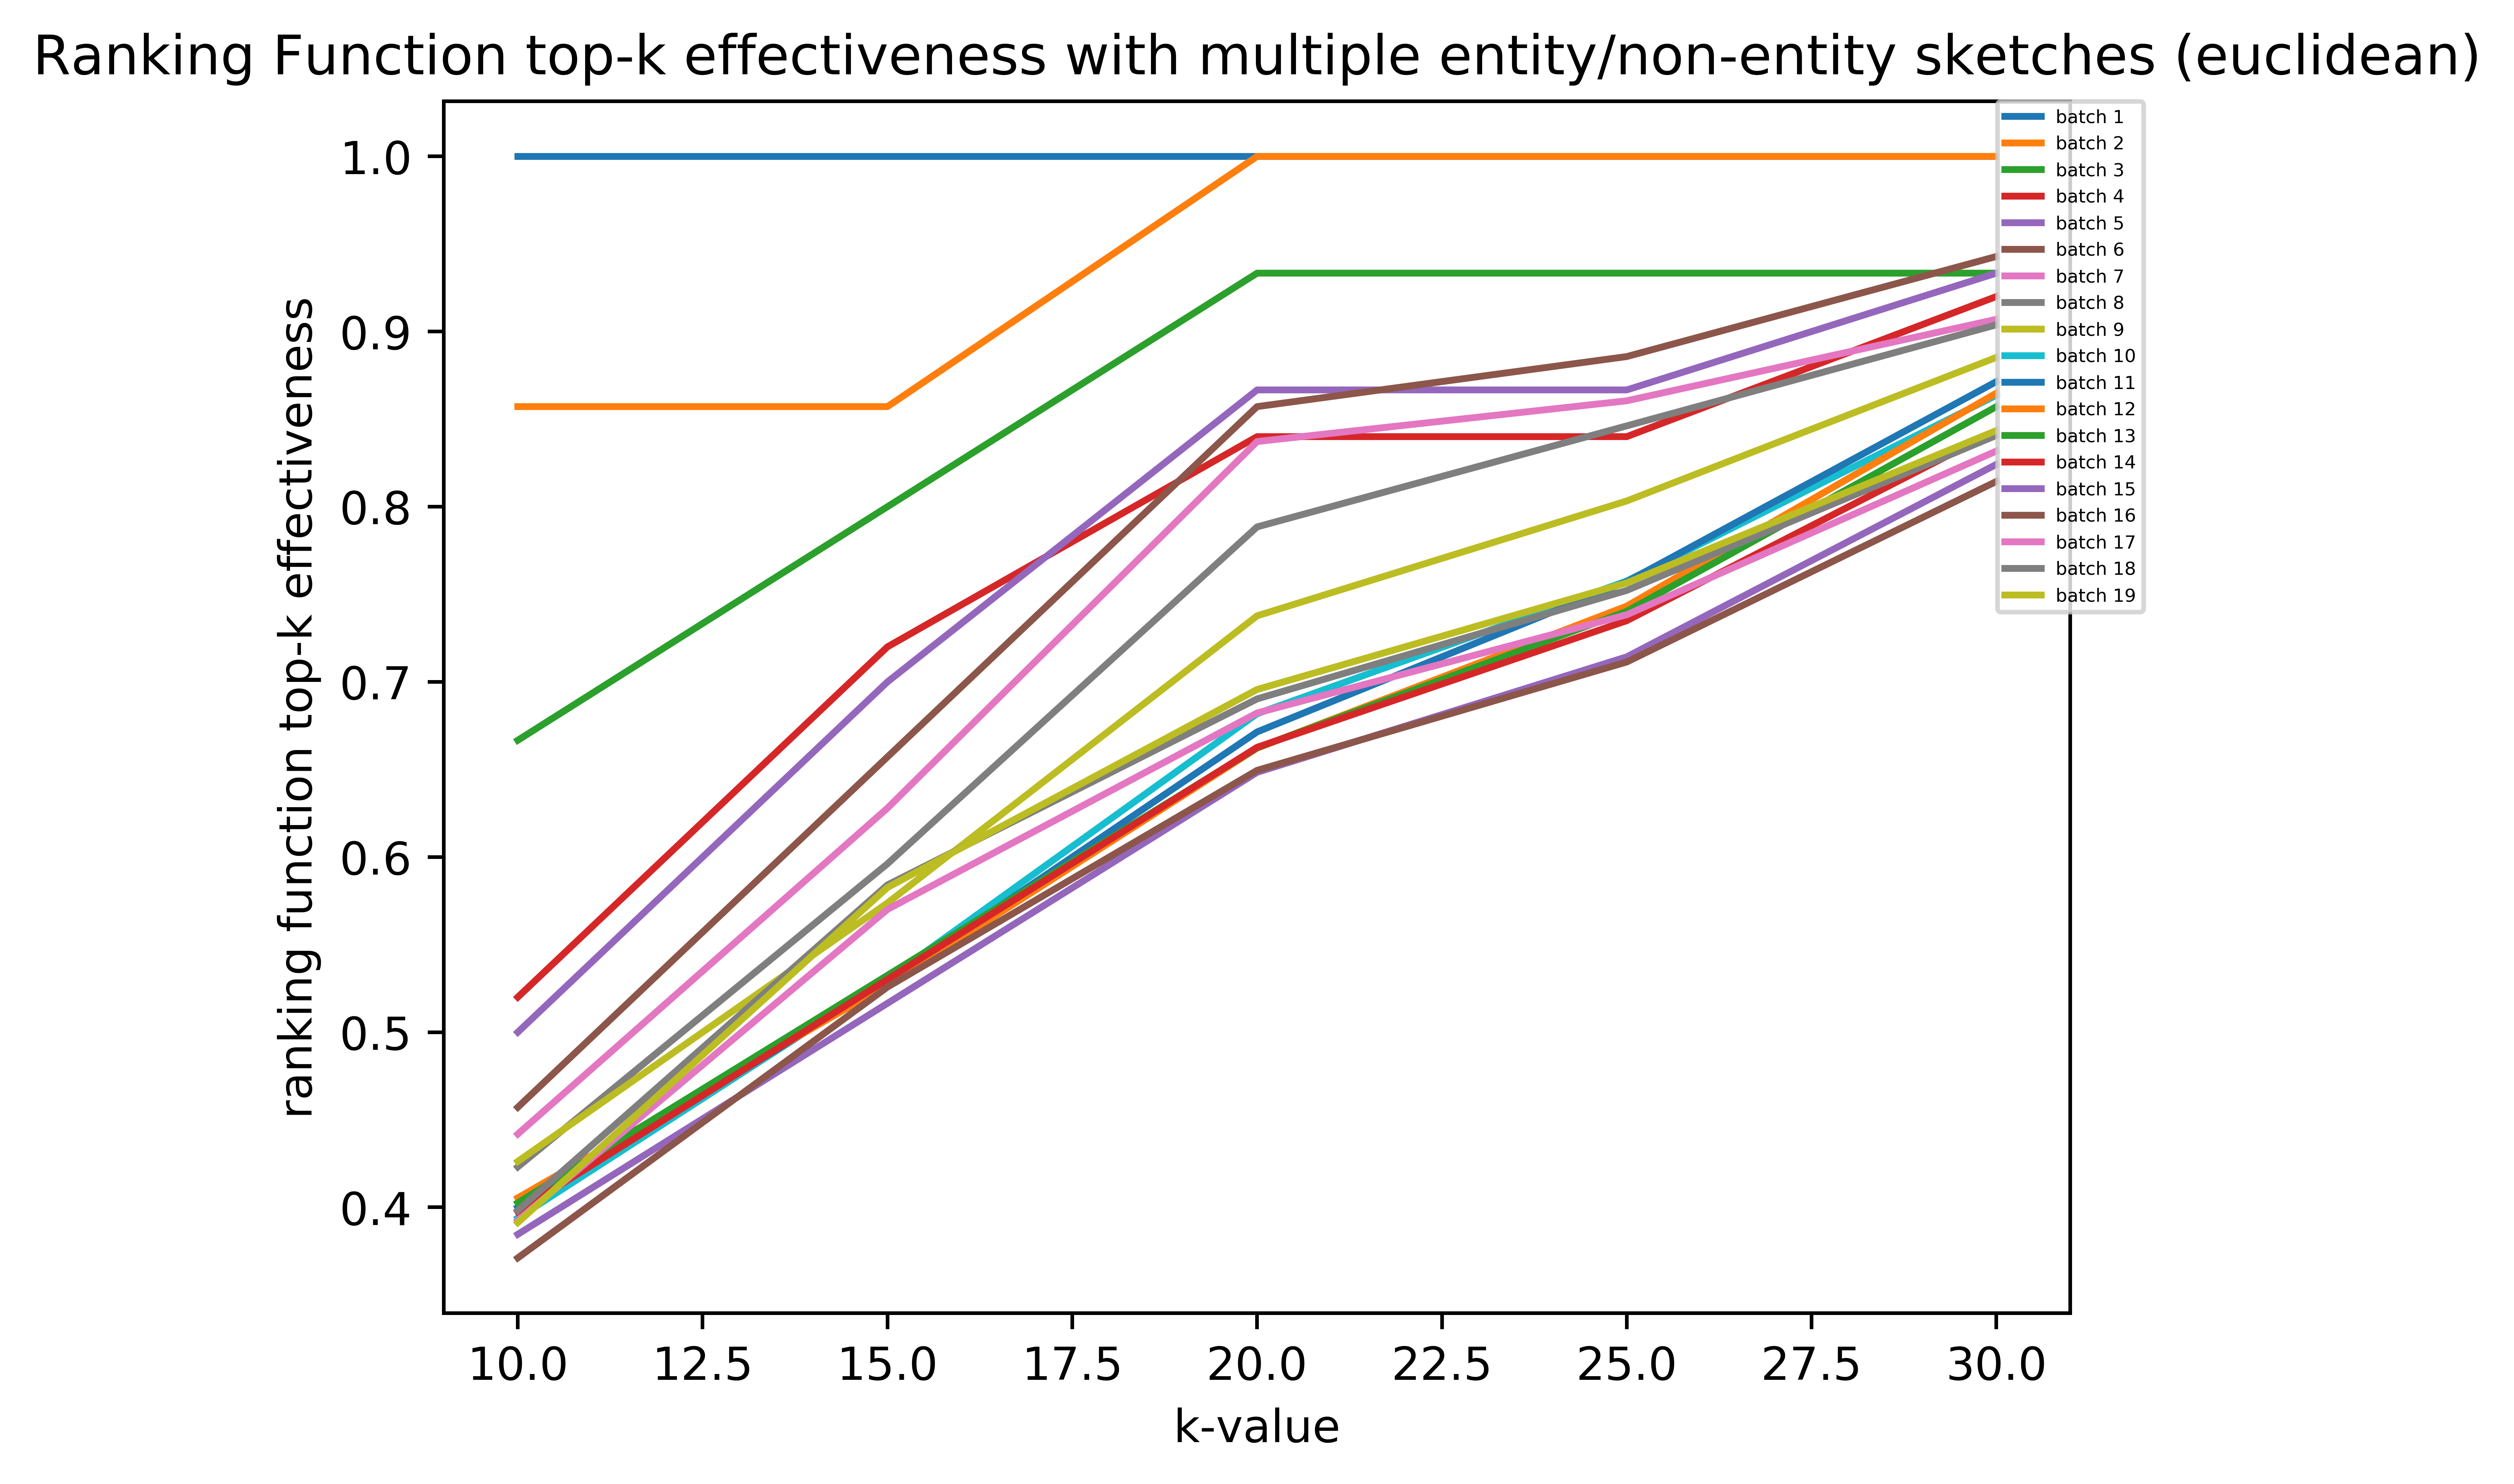 Ranking Function top-k effectiveness with multiple entity/non-entity sketches (euclidean)
ranking function top-k effectiveness
1.0
0.9
0.8
0.7
0.6
0.5
0.4
10.0 12.5 15.0 17.5 20.0 22.5 25.0 27.5 30.0
k-value
batch 1
batch 2
batch 3
batch 4
batch 5
batch 6
batch 7
batch 8
batch 9
batch 10
batch 11
batch 12
batch 13
batch 14
batch 15
batch 16
batch 17
batch 18
batch 19